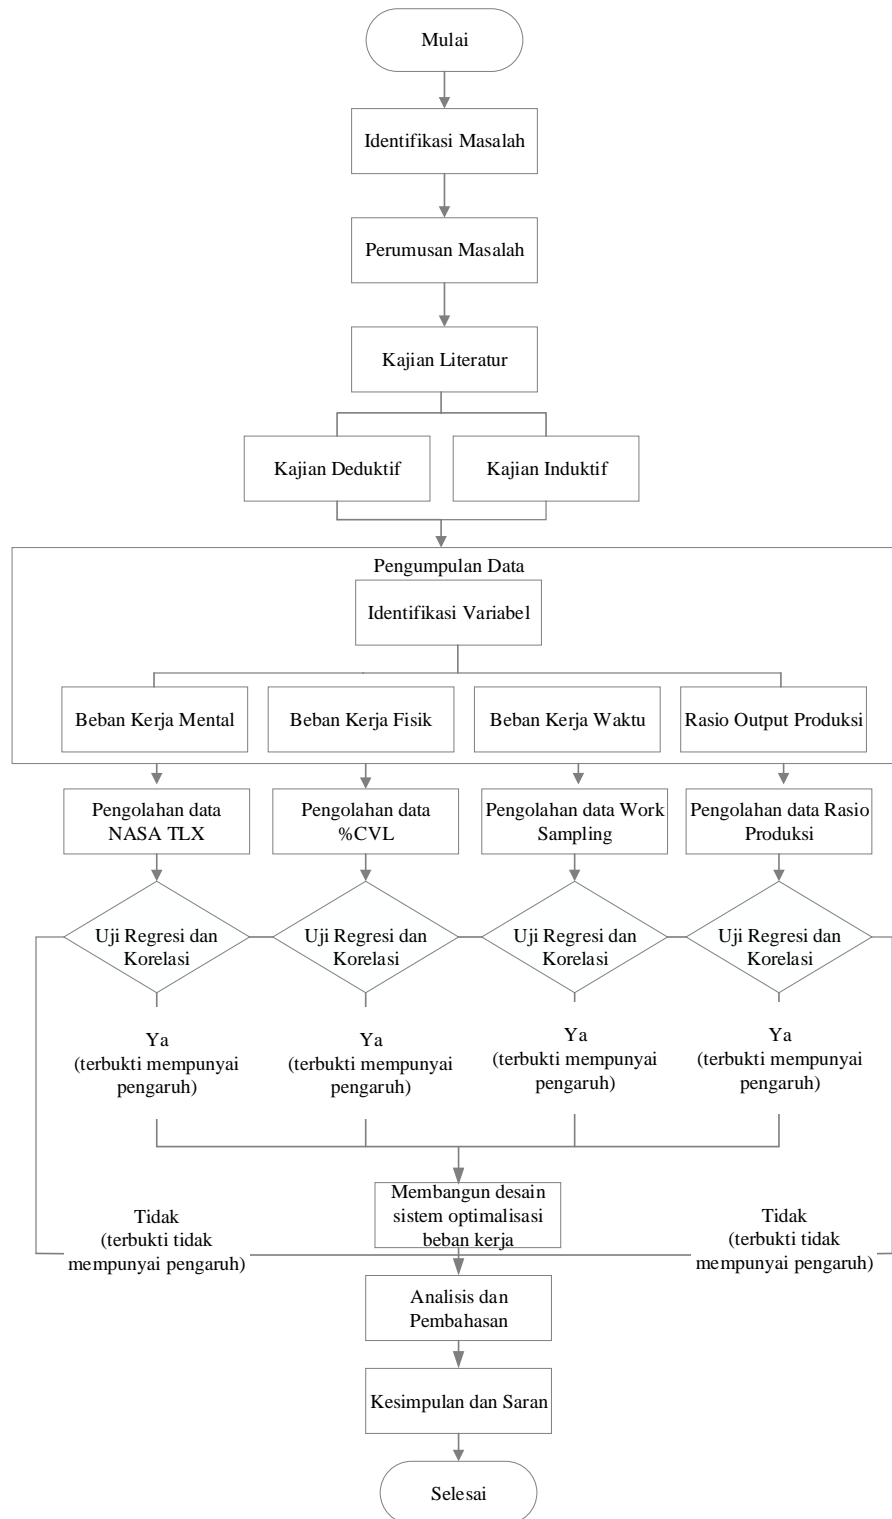 Mulai
Identifikasi Masalah
Perumusan Masalah
Kajian Literatur
Kajian Deduktif
Kajian Induktif
Pengumpulan Data
Identifikasi Variabel
Beban Kerja Mental
Beban Kerja Fisik
Beban Kerja Waktu
Rasio Output Produksi
Pengolahan data
NASA TLX
Pengolahan data
%CVL
Pengolahan data Work
Sampling
Pengolahan data Rasio
Produksi
Uji Regresi dan
Korelasi
Uji Regresi dan
Korelasi
Uji Regresi dan
Korelasi
Uji Regresi dan
Korelasi
Ya
(terbukti mempunyai
pengaruh)
Ya
(terbukti mempunyai
pengaruh)
Ya
(terbukti mempunyai
pengaruh)
Ya
(terbukti mempunyai
pengaruh)
Tidak
(terbukti tidak
mempunyai pengaruh)
Membangun desain
sistem optimalisasi
beban kerja
Tidak
(terbukti tidak
mempunyai pengaruh)
Analisis dan
Pembahasan
Kesimpulan dan Saran
Selesai